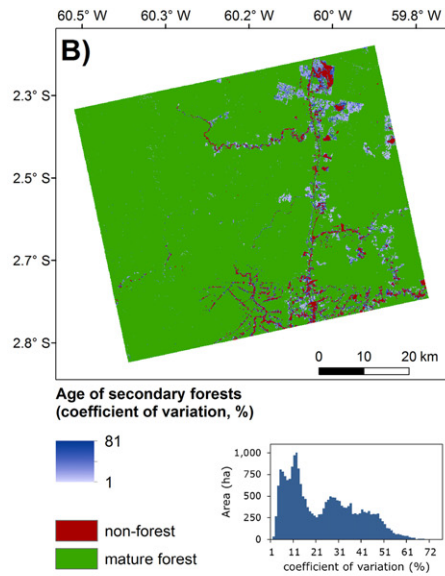 60.5° W 60.3° W 60.2° W 60° W 59.8° W
B)
2.3° S
2.5° S
2.7° S
2.8° S
0 10 20 km
Age of secondary forests
(coefficient of variation, %)
81
1
non-forest
mature forest
1,000
750
500
250
0
Area (ha)
1 11 21 31 41 51 61 72
coefficient of variation (%)